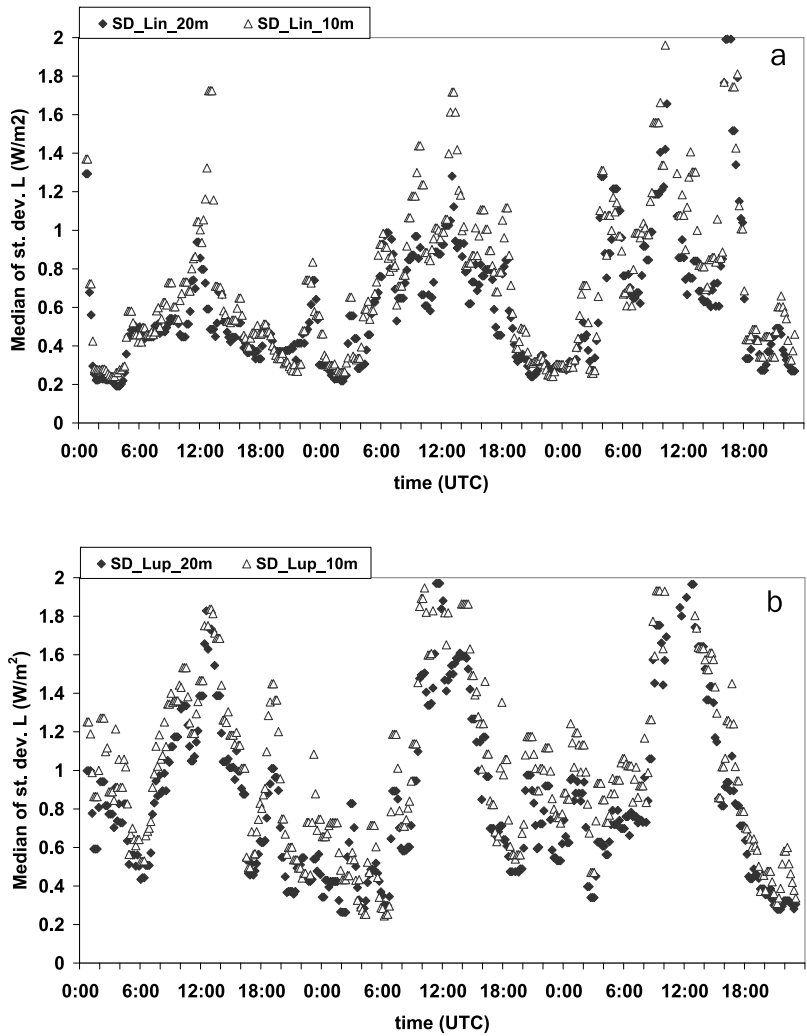 SD_Lin_20m SD_Lin_10m
a
2
1.8
1.6
1.4
1.2
1
0.8
0.6
0.4
0.2
0
Median of st. dev. L (W/m2)
0:00 6:00 12:00 18:00 0:00 6:00 12:00 18:00 0:00 6:00 12:00 18:00
time (UTC)
SD_Lup_20m SD_Lup_10m
b
2
1.8
1.6
1.4
1.2
1
0.8
0.6
0.4
0.2
0
Median of st. dev. L (W/m²)
0:00 6:00 12:00 18:00 0:00 6:00 12:00 18:00 0:00 6:00 12:00 18:00
time (UTC)